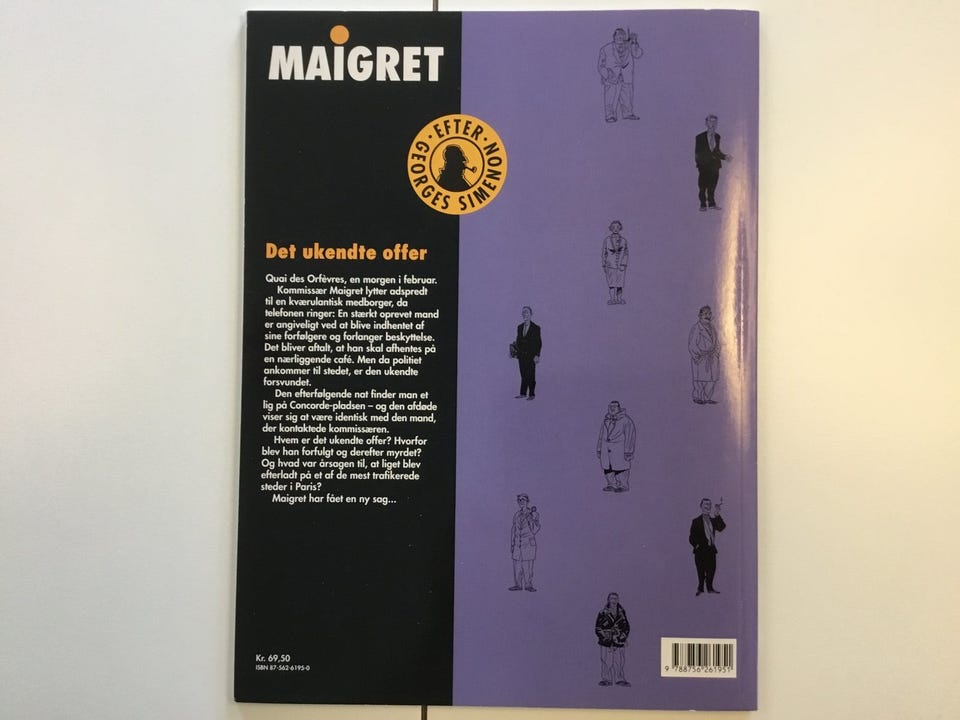 MAiGRET
· EFTER · GEORGES SIMENON
Det ukendte offer
Quai des Orfèvres, en morgen i februar.
Kommissær Maigret lytter adspredt
til en kværulantisk medborger, da
telefonen ringer: En stærkt oprevet mand
er angiveligt ved at blive indhentet af
sine forfølgere og forlanger beskyttelse.
Det bliver aftalt, at han skal afhentes på
en nærliggende café. Men da politiet
ankommer til stedet, er den ukendte
forsvundet.
Den efterfølgende nat finder man et
lig på Concorde-pladsen – og den afdøde
viser sig at være identisk med den mand,
der kontaktede kommissæren.
Hvem er det ukendte offer? Hvorfor
blev han forfulgt og derefter myrdet?
Og hvad var årsagen til, at liget blev
efterladt på et af de mest trafikerede
steder i Paris?
Maigret har fået en ny sag...
Kr. 69,50
ISBN 87-562-6195-0
9 788756 261951